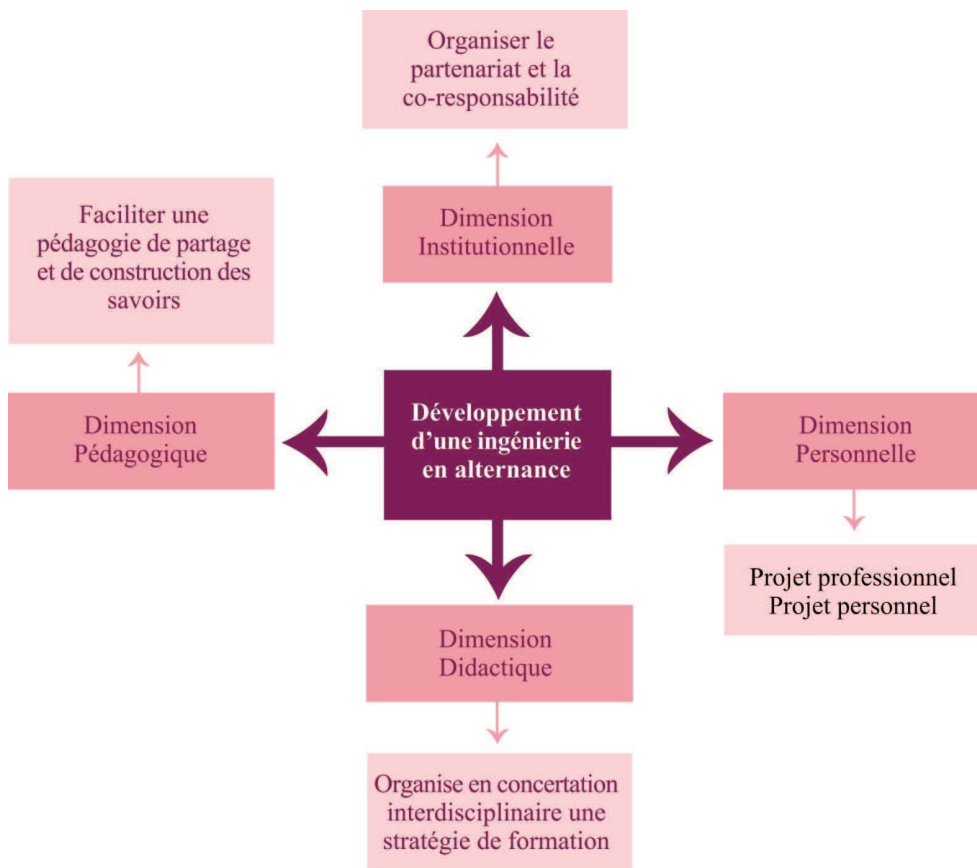 Organiser le
partenariat et la
co-responsabilité
Dimension
Institutionnelle
Faciliter une
pédagogie de partage
et de construction des
savoirs
Dimension
Pédagogique
Développement
d'une ingénierie
en alternance
Dimension
Personnelle
Projet professionnel
Projet personnel
Dimension
Didactique
Organise en concertation
interdisciplinaire une
stratégie de formation